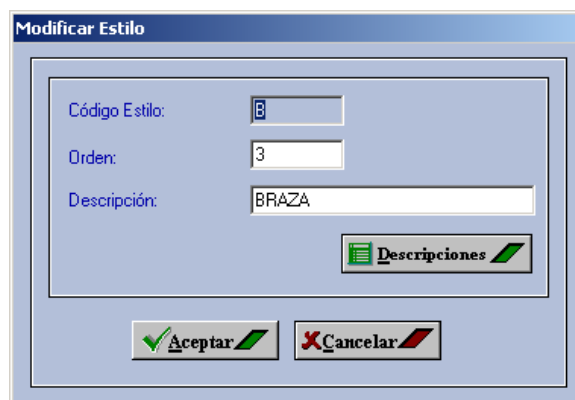 Modificar Estilo
Código Estilo: B
Orden: 3
Descripción: BRAZA
Descripciones
Aceptar Cancelar